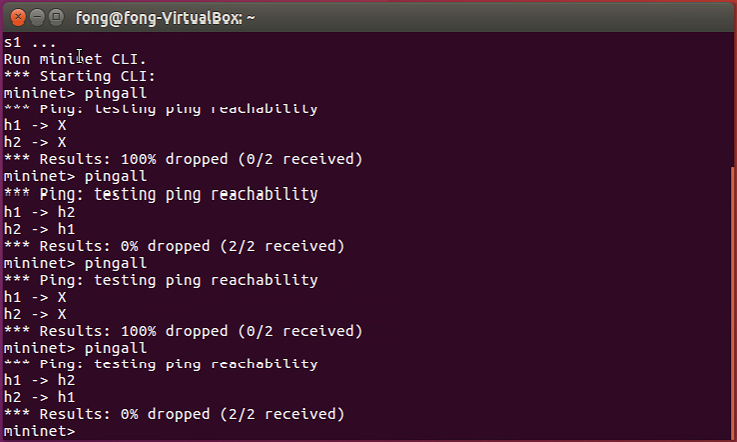 fong@fong-VirtualBox: ~
s1 ...
Run mininet CLI.
*** Starting CLI:
mininet> pingall
*** Ping: testing ping reachability
h1 -> X
h2 -> X
*** Results: 100% dropped (0/2 received)
mininet> pingall
*** Ping: testing ping reachability
h1 -> h2
h2 -> h1
*** Results: 0% dropped (2/2 received)
mininet> pingall
*** Ping: testing ping reachability
h1 -> X
h2 -> X
*** Results: 100% dropped (0/2 received)
mininet> pingall
*** Ping: testing ping reachability
h1 -> h2
h2 -> h1
*** Results: 0% dropped (2/2 received)
mininet>